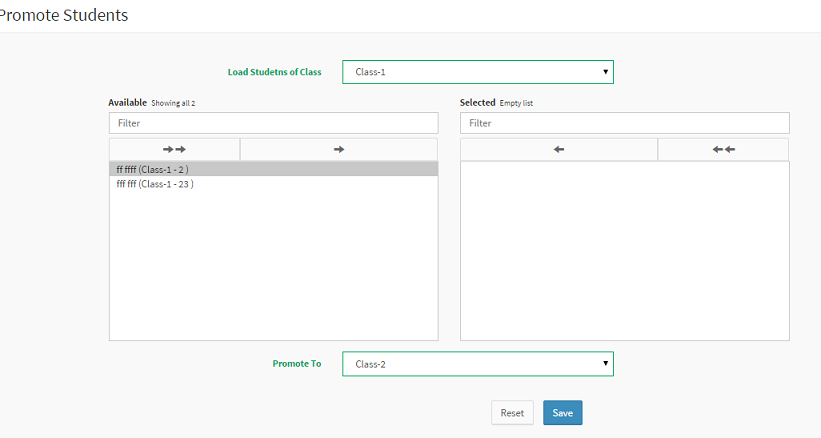 Promote Students
Load Studetns of Class Class-1
Available Showing all 2
Selected Empty list
Filter
Filter
ff ffff (Class-1 - 2 )
fff fff (Class-1 - 23 )
Promote To Class-2
Reset Save